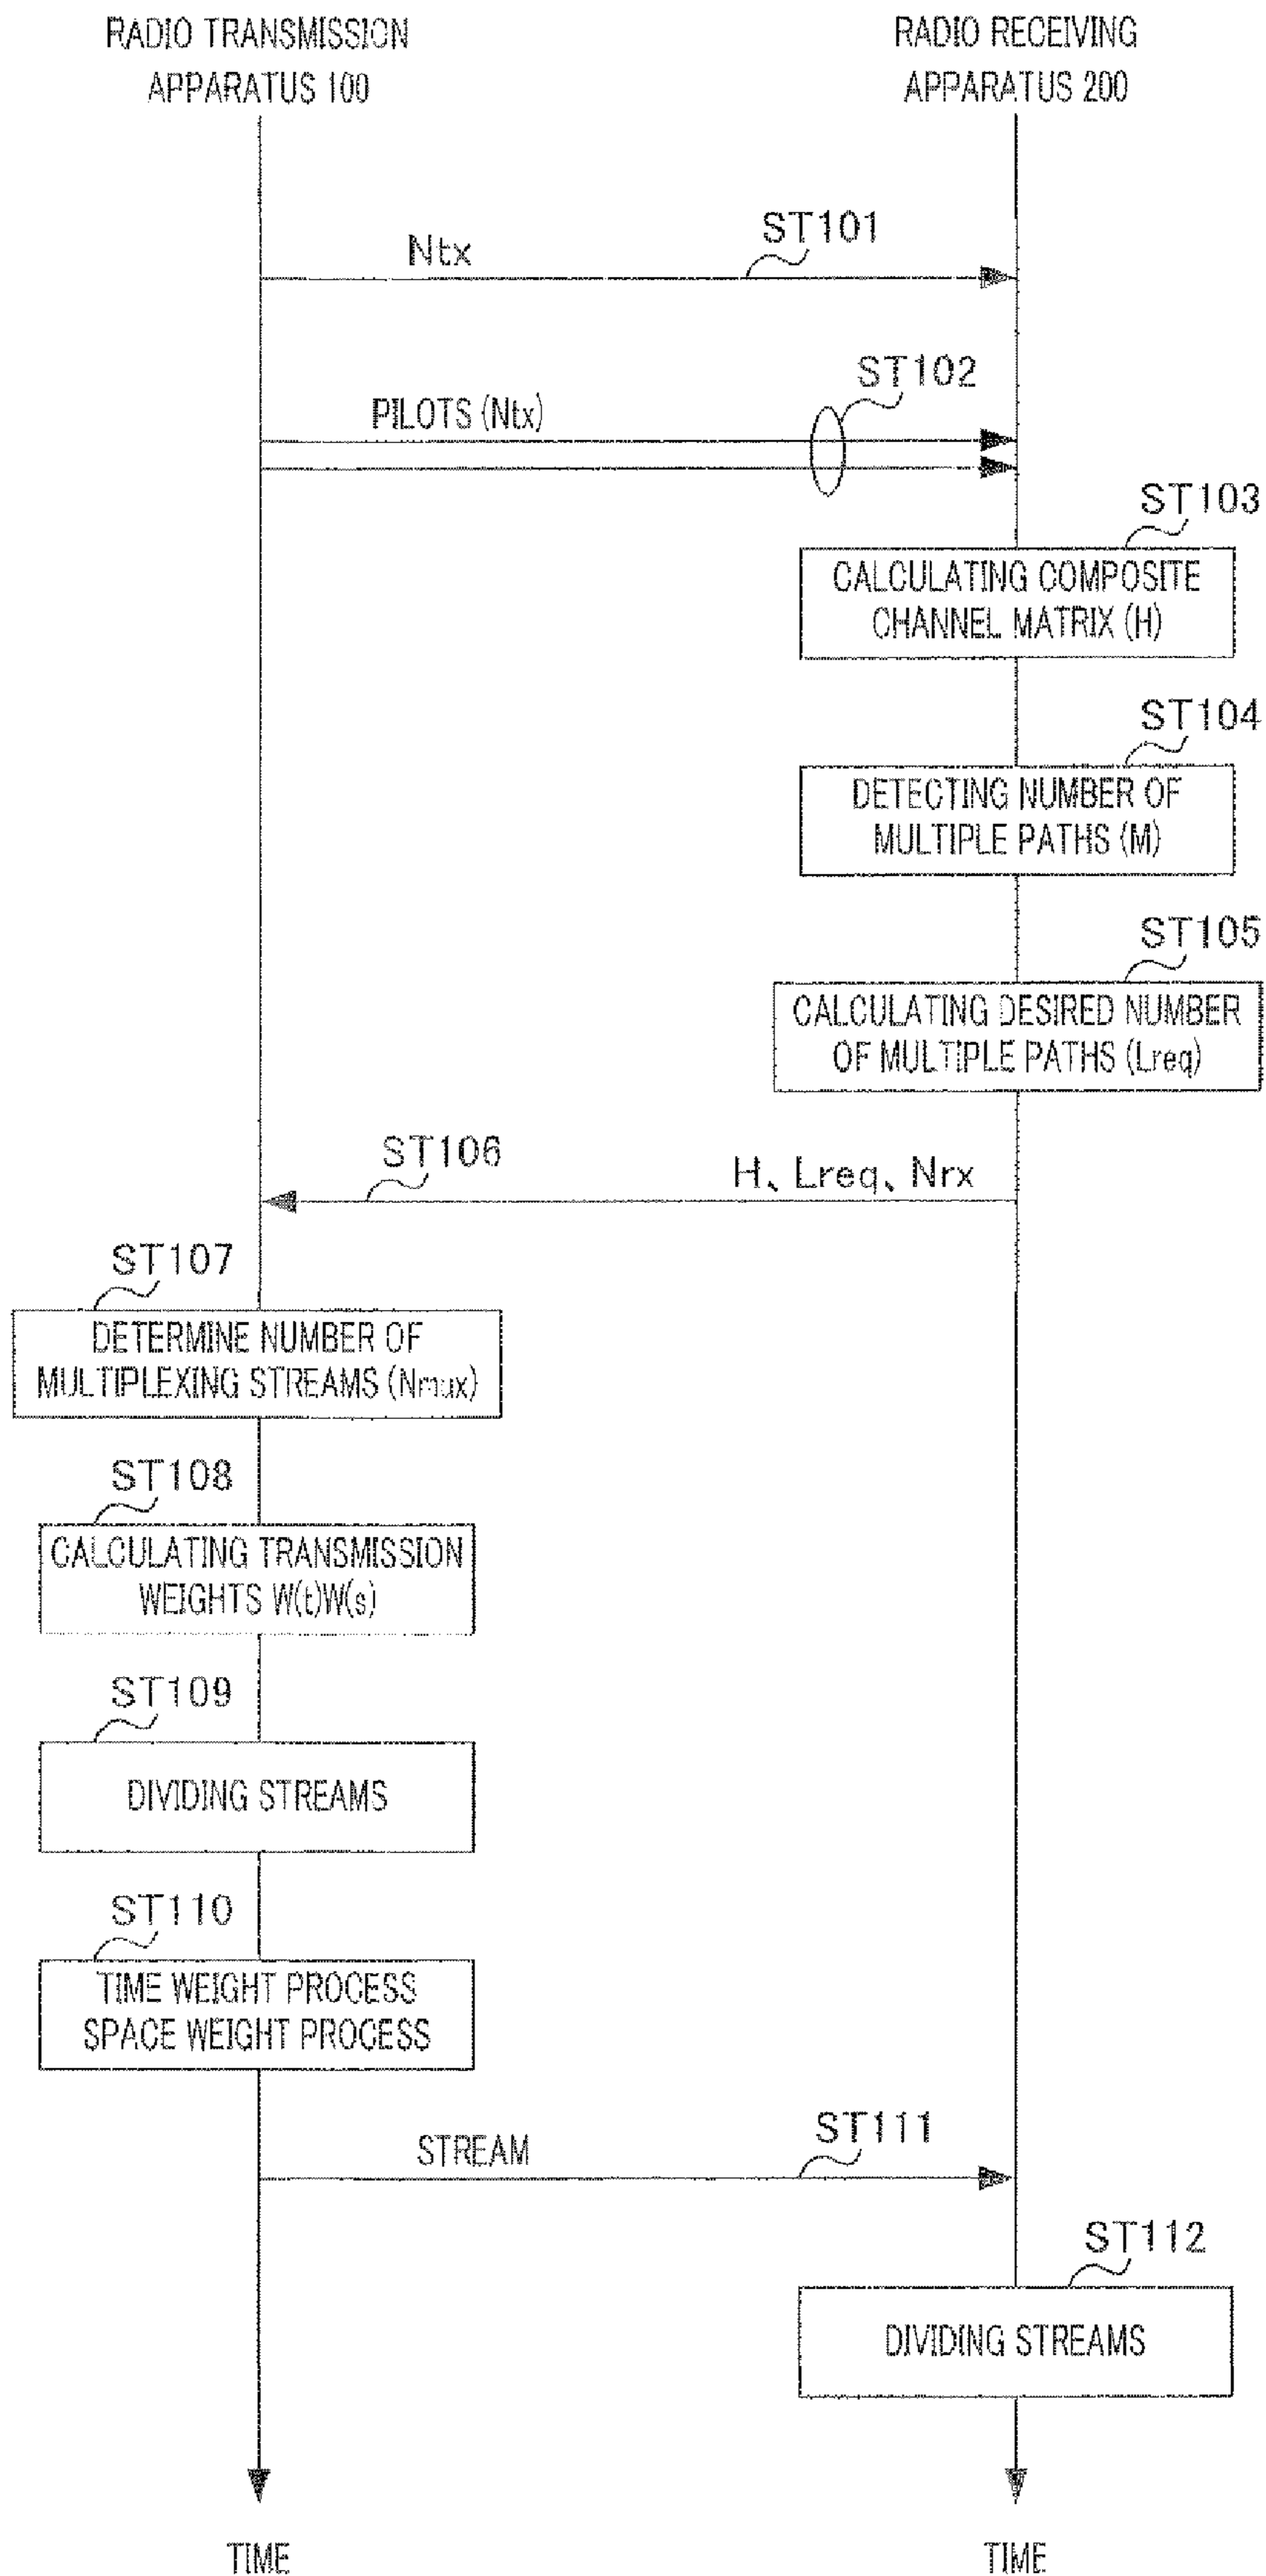 RADIO TRANSMISSION
APPARATUS 100
RADIO RECEIVING
APPARATUS 200
Ntx
ST101
PILOTS (Ntx)
ST102
ST103
CALCULATING COMPOSITE
CHANNEL MATRIX (H)
ST104
DETECTING NUMBER OF
MULTIPLE PATHS (M)
ST105
CALCULATING DESIRED NUMBER
OF MULTIPLE PATHS (Lreq)
ST106
H、Lreq、Nrx
ST107
DETERMINE NUMBER OF
MULTIPLEXING STREAMS (Nmux)
ST108
CALCULATING TRANSMISSION
WEIGHTS W(t)W(s)
ST109
DIVIDING STREAMS
ST110
TIME WEIGHT PROCESS
SPACE WEIGHT PROCESS
STREAM
ST111
ST112
DIVIDING STREAMS
TIME
TIME